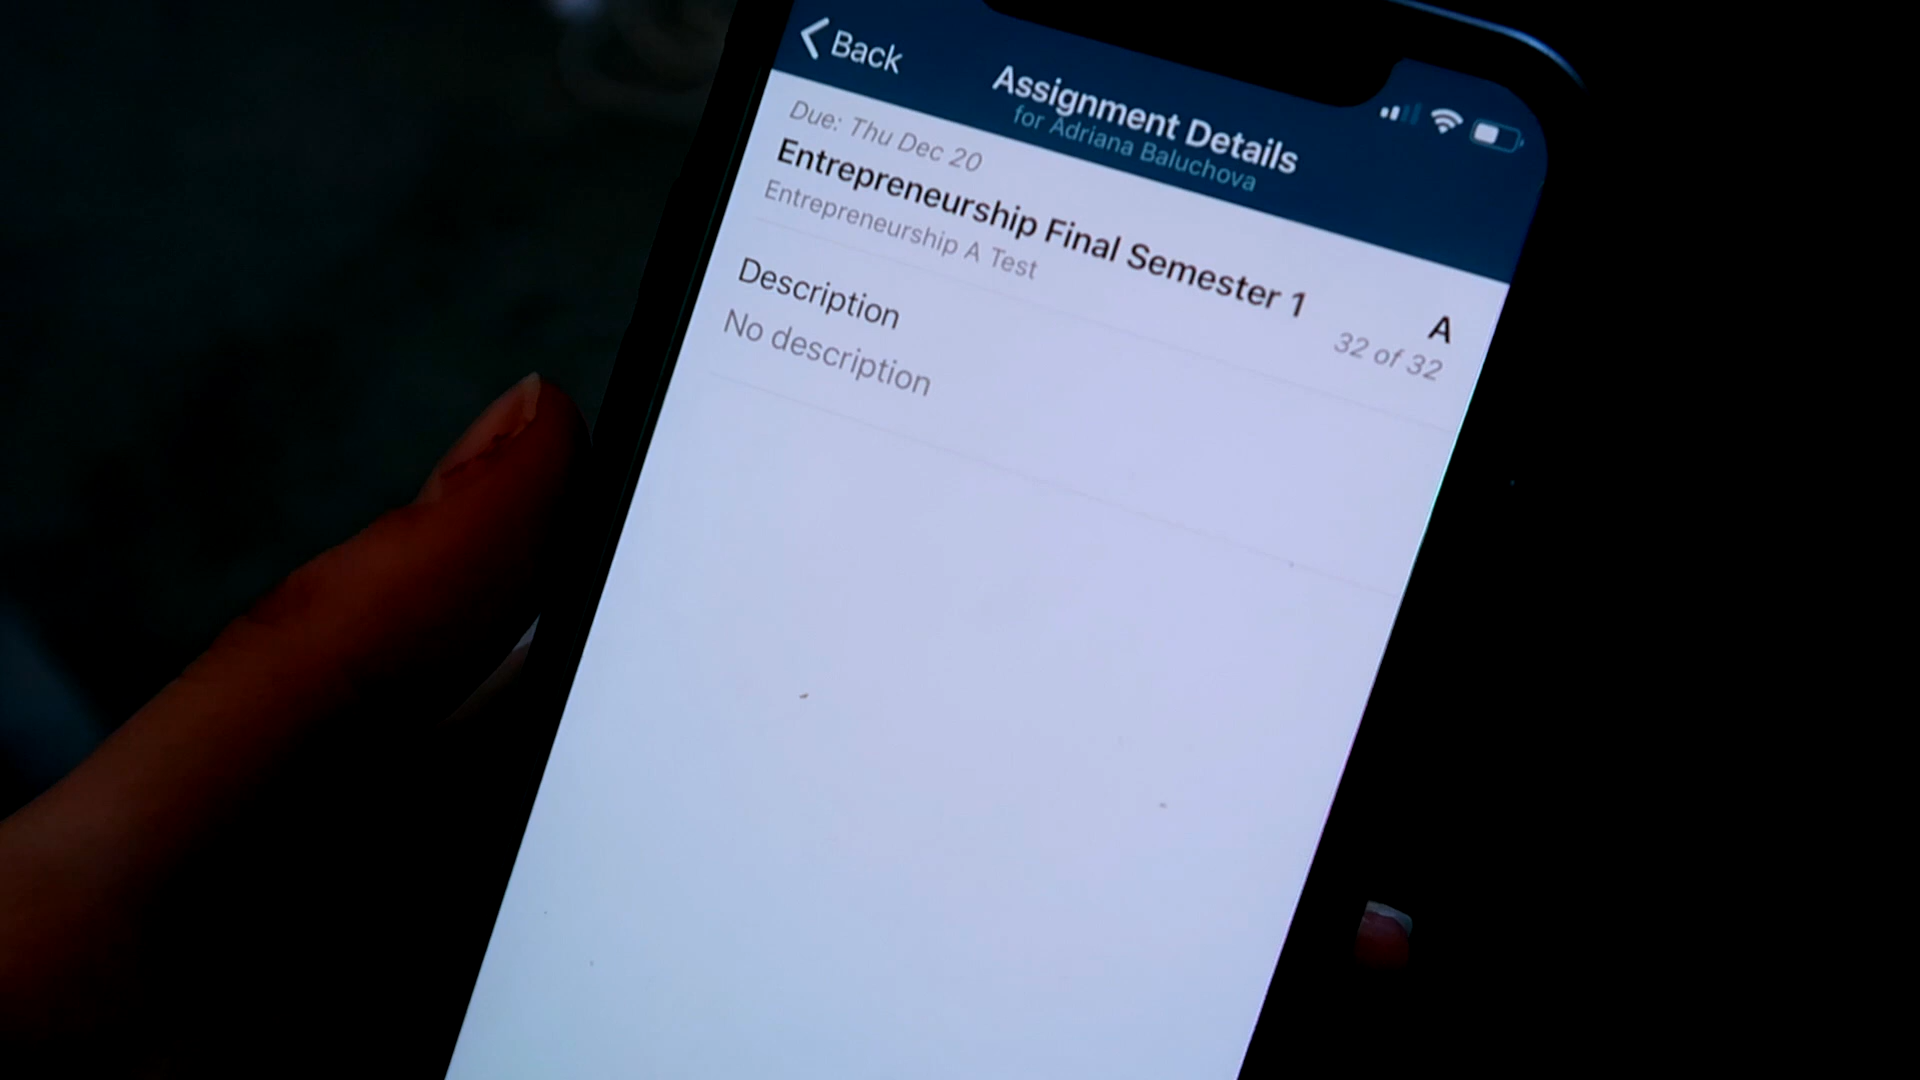 Back
Assignment Details
for Adriana Baluchova
Due: Thu Dec 20
Entrepreneurship Final Semester 1
Entrepreneurship A Test
A
32 of 32
Description
No description